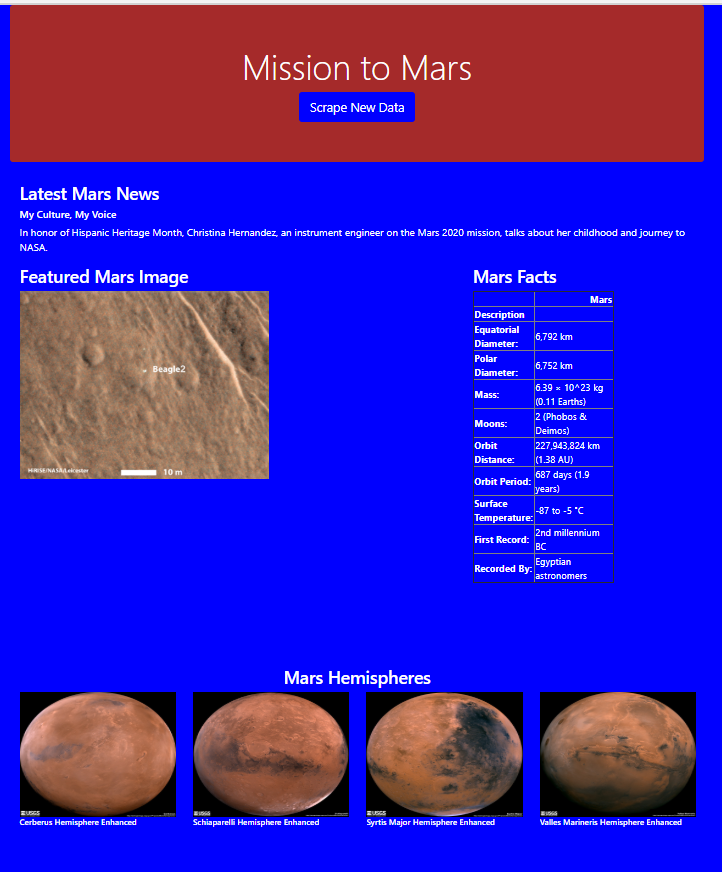 Mission to Mars
Scrape New Data
Latest Mars News
My Culture, My Voice
In honor of Hispanic Heritage Month, Christina Hernandez, an instrument engineer on the Mars 2020 mission, talks about her childhood and journey to
NASA.
Featured Mars Image
Beagle2
HiRISE/NASA/Leicester
10 m
Mars Facts
Mars
Description
Equatorial
Diameter:
6,792 km
Polar
Diameter:
6,752 km
Mass:
6.39 × 10^23 kg
(0.11 Earths)
Moons:
2 (Phobos &
Deimos)
Orbit
Distance:
227,943,824 km
(1.38 AU)
Orbit Period:
687 days (1.9
years)
Surface
Temperature:
-87 to -5 °C
First Record:
2nd millennium
BC
Recorded By:
Egyptian
astronomers
Mars Hemispheres
USGS
USGS
USGS
USGS
Cerberus Hemisphere Enhanced
Schiaparelli Hemisphere Enhanced
Syrtis Major Hemisphere Enhanced
Valles Marineris Hemisphere Enhanced